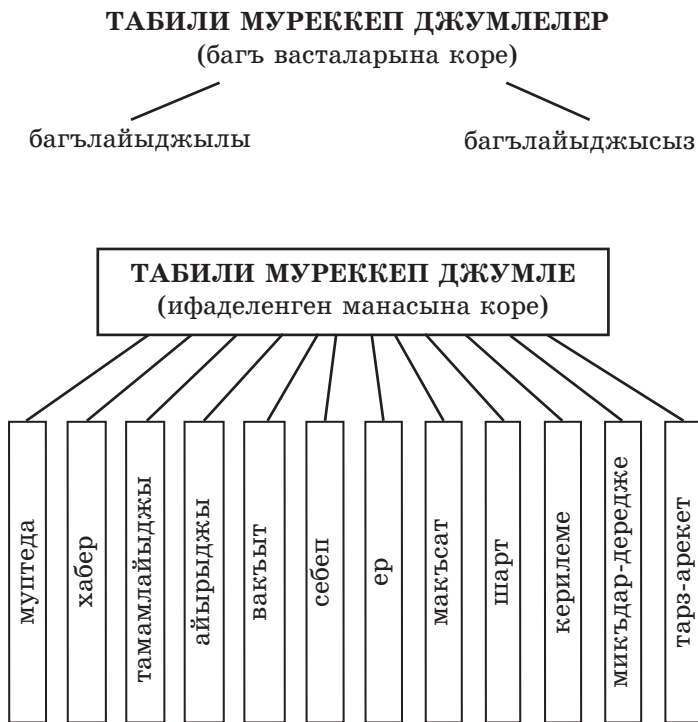 ТАБИЛИ МУРЕККЕП ДЖУМЛЕЛЕР
(багъ васталарына коре)
багълайыджылы
багълайыджысыз
ТАБИЛИ МУРЕККЕП ДЖУМЛЕ
(ифаделенген манасына коре)
муптеда
хабер
тамамлайыджы
айырыджы
вакъыт
себеп
ер
макъсат
шарт
керилеме
микъдар-дередже
тарз-арекет